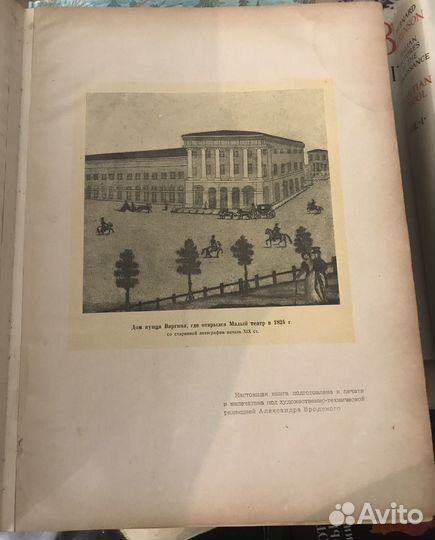 Дом купца Варгина, где открылся Малый театр в 1824 г
со старинной литографии начала XIX ст.
Настоящая книга подготовлена к печати
и напечатана под художественно-технической
редакцией Александра Бродского
Avito